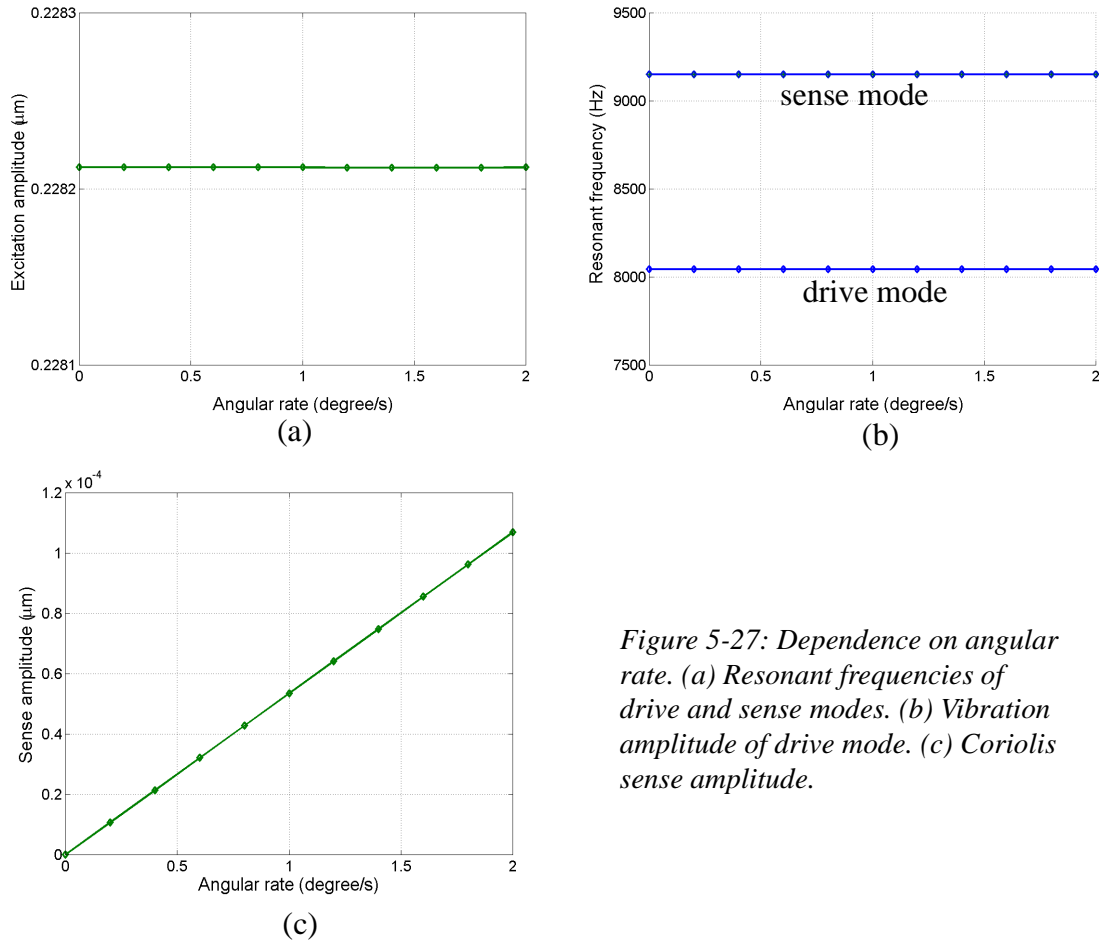 0.2283
0.2282
0.2281
Excitation amplitude (μm)
0 0.5 1 1.5 2
Angular rate (degree/s)
(a)
9500
9000
8500
8000
7500
Resonant frequency (Hz)
sense mode
drive mode
0 0.5 1 1.5 2
Angular rate (degree/s)
(b)
x 10-4
1.2
1
0.8
0.6
0.4
0.2
0
Sense amplitude (μm)
0 0.5 1 1.5 2
Angular rate (degree/s)
(c)
Figure 5-27: Dependence on angular
rate. (a) Resonant frequencies of
drive and sense modes. (b) Vibration
amplitude of drive mode. (c) Coriolis
sense amplitude.